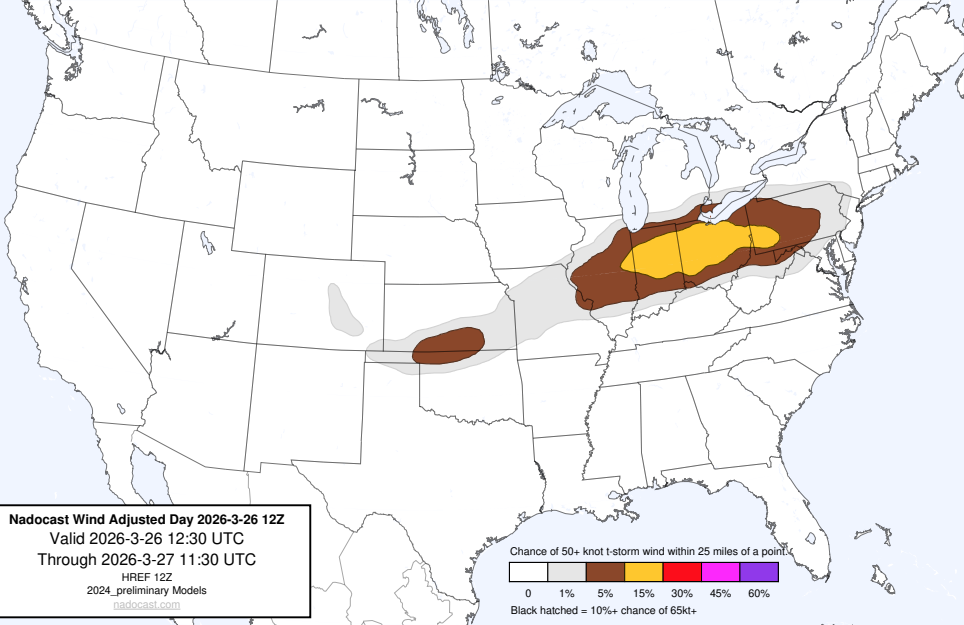 Nadocast Wind Adjusted Day 2026-3-26 12Z
Valid 2026-3-26 12:30 UTC
Through 2026-3-27 11:30 UTC
HREF 12Z
2024_preliminary Models
nadocast.com
Chance of 50+ knot t-storm wind within 25 miles of a point.
0 1% 5% 15% 30% 45% 60%
Black hatched = 10%+ chance of 65kt+